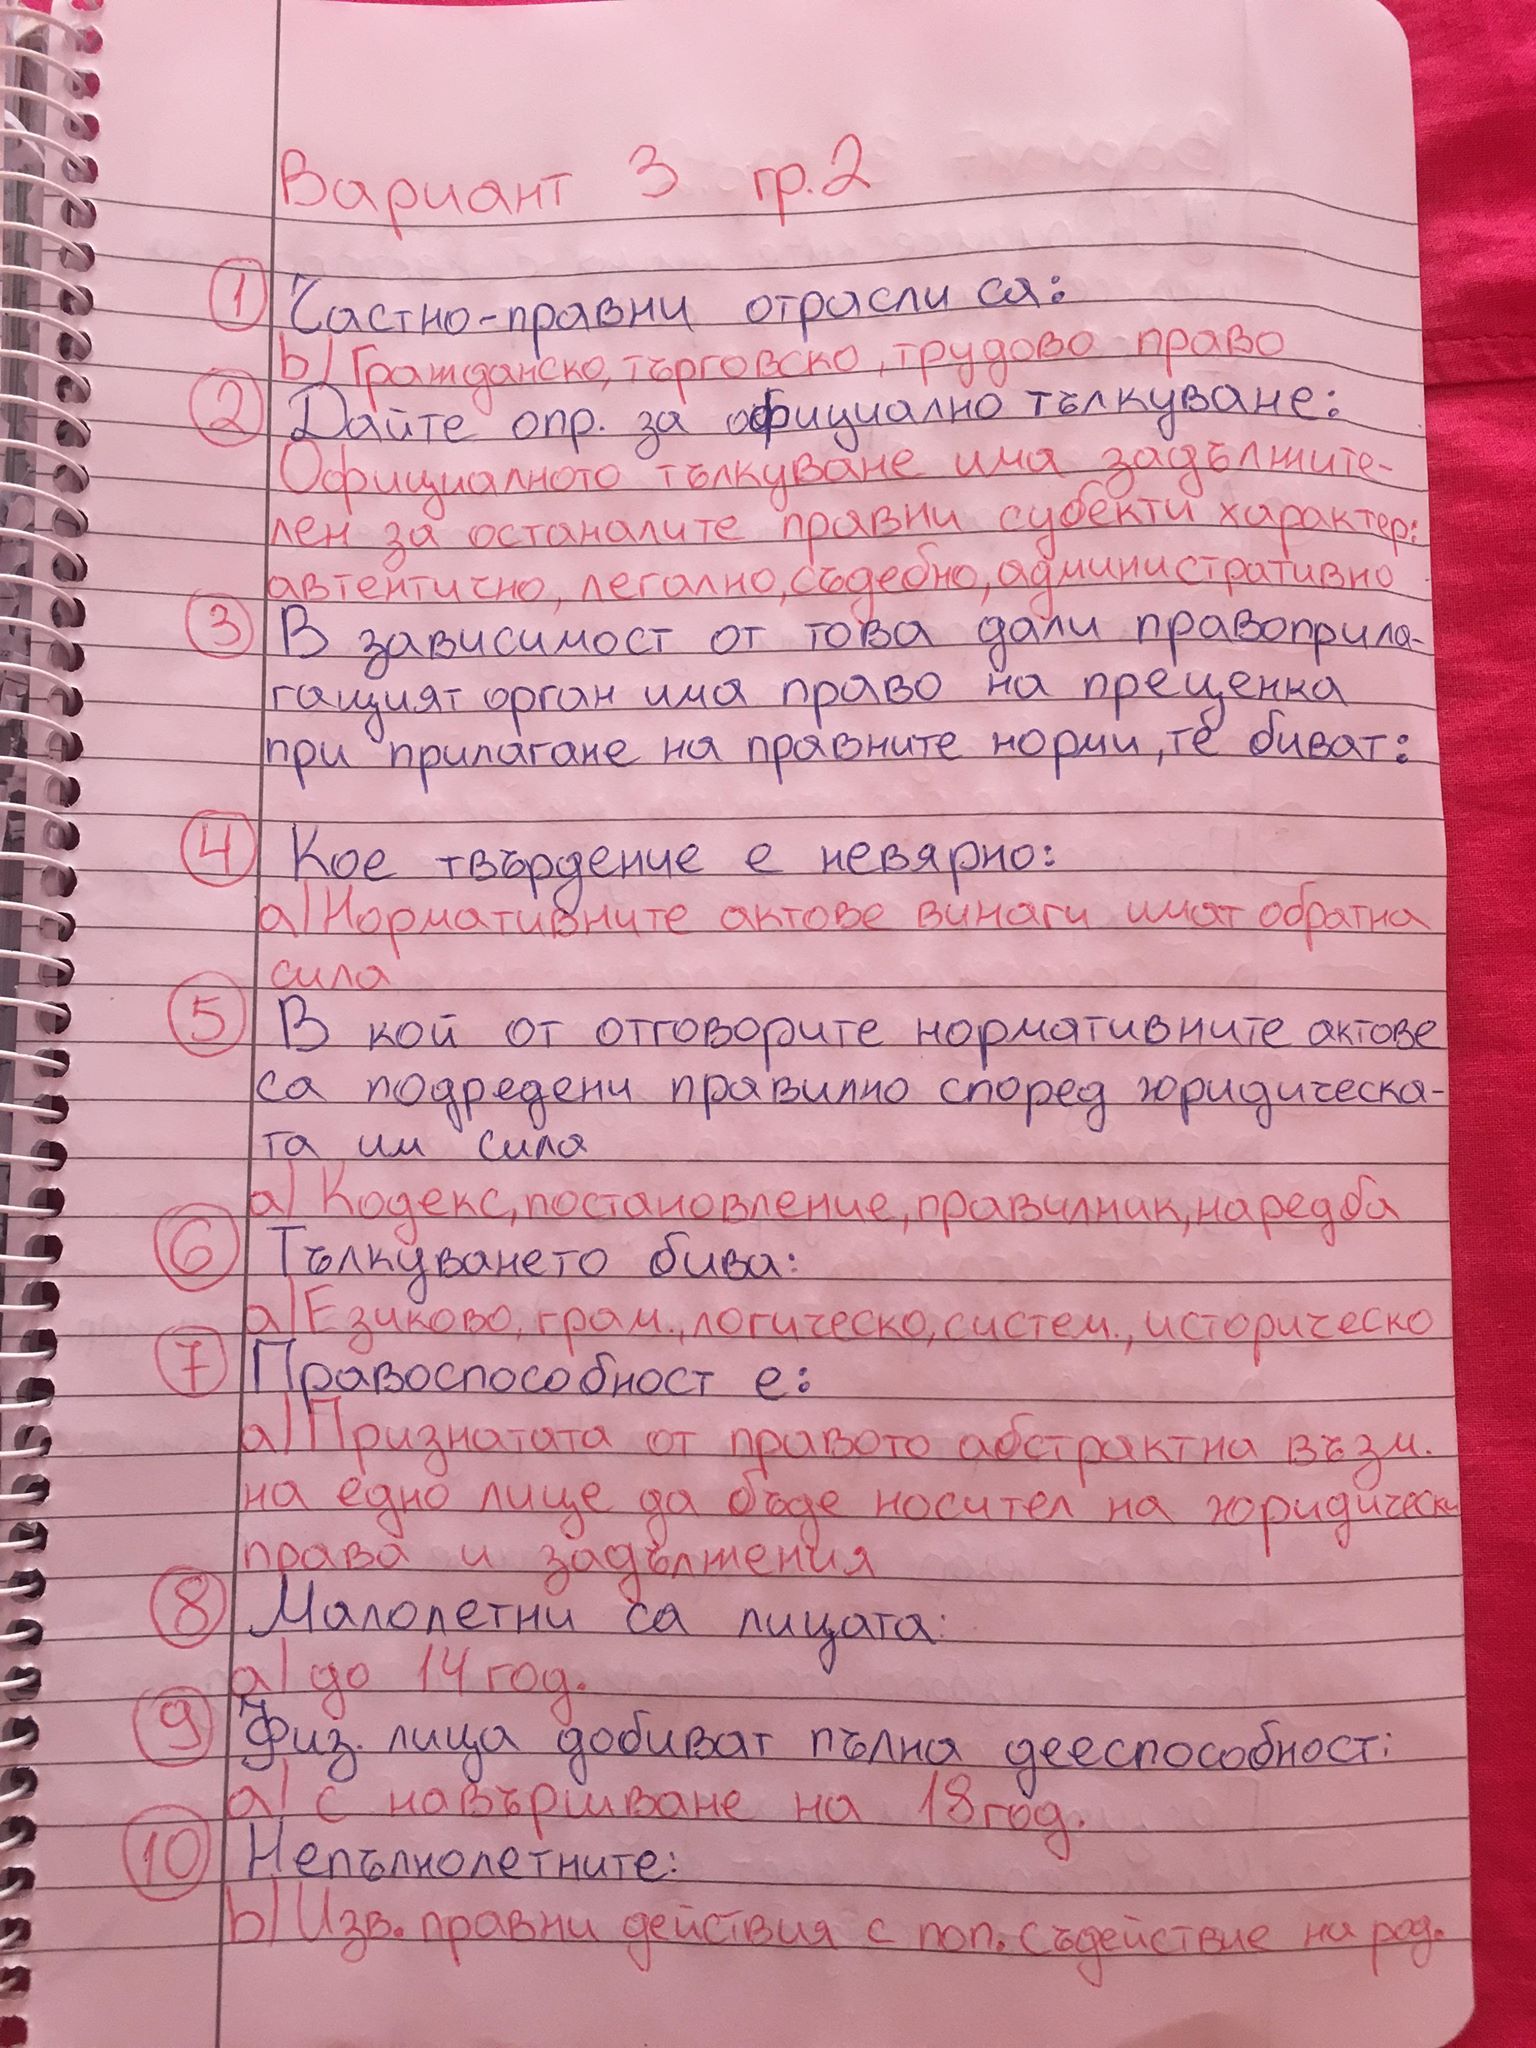 Вариант 3 гр.2
① Частно-правни отрасли са:
b) Гражданско, търговско, трудово право
② Дайте опр. за официално тълкуване:
Официалното тълкуване има задължите-
лен за останалите правни субекти характер:
автентично, легално, съдебно, административно
③ В зависимост от това дали правоприла-
гащият орган има право на преценка
при прилагане на правните норми, те биват:
④ Кое твърдение е невярно:
а) Нормативните актове винаги имат обратна
сила
⑤ В кой от отговорите нормативните актове
са подредени правилно според юридическа-
та им сила
а) Кодекс, постановление, правилник, наредба
⑥ Тълкуването бива:
а) Езиково, грам., логическо, систем., историческо
⑦ Правоспособност е:
а) Признатата от правото абстрактна възм.
на едно лице да бъде носител на юридически
права и задължения
⑧ Малолетни са лицата:
а) до 14 год.
⑨ Физ. лица добиват пълна дееспособност:
а) с навършване на 18 год.
⑩ Непълнолетните:
b) Изв. правни действия с поп. съдействие на род.